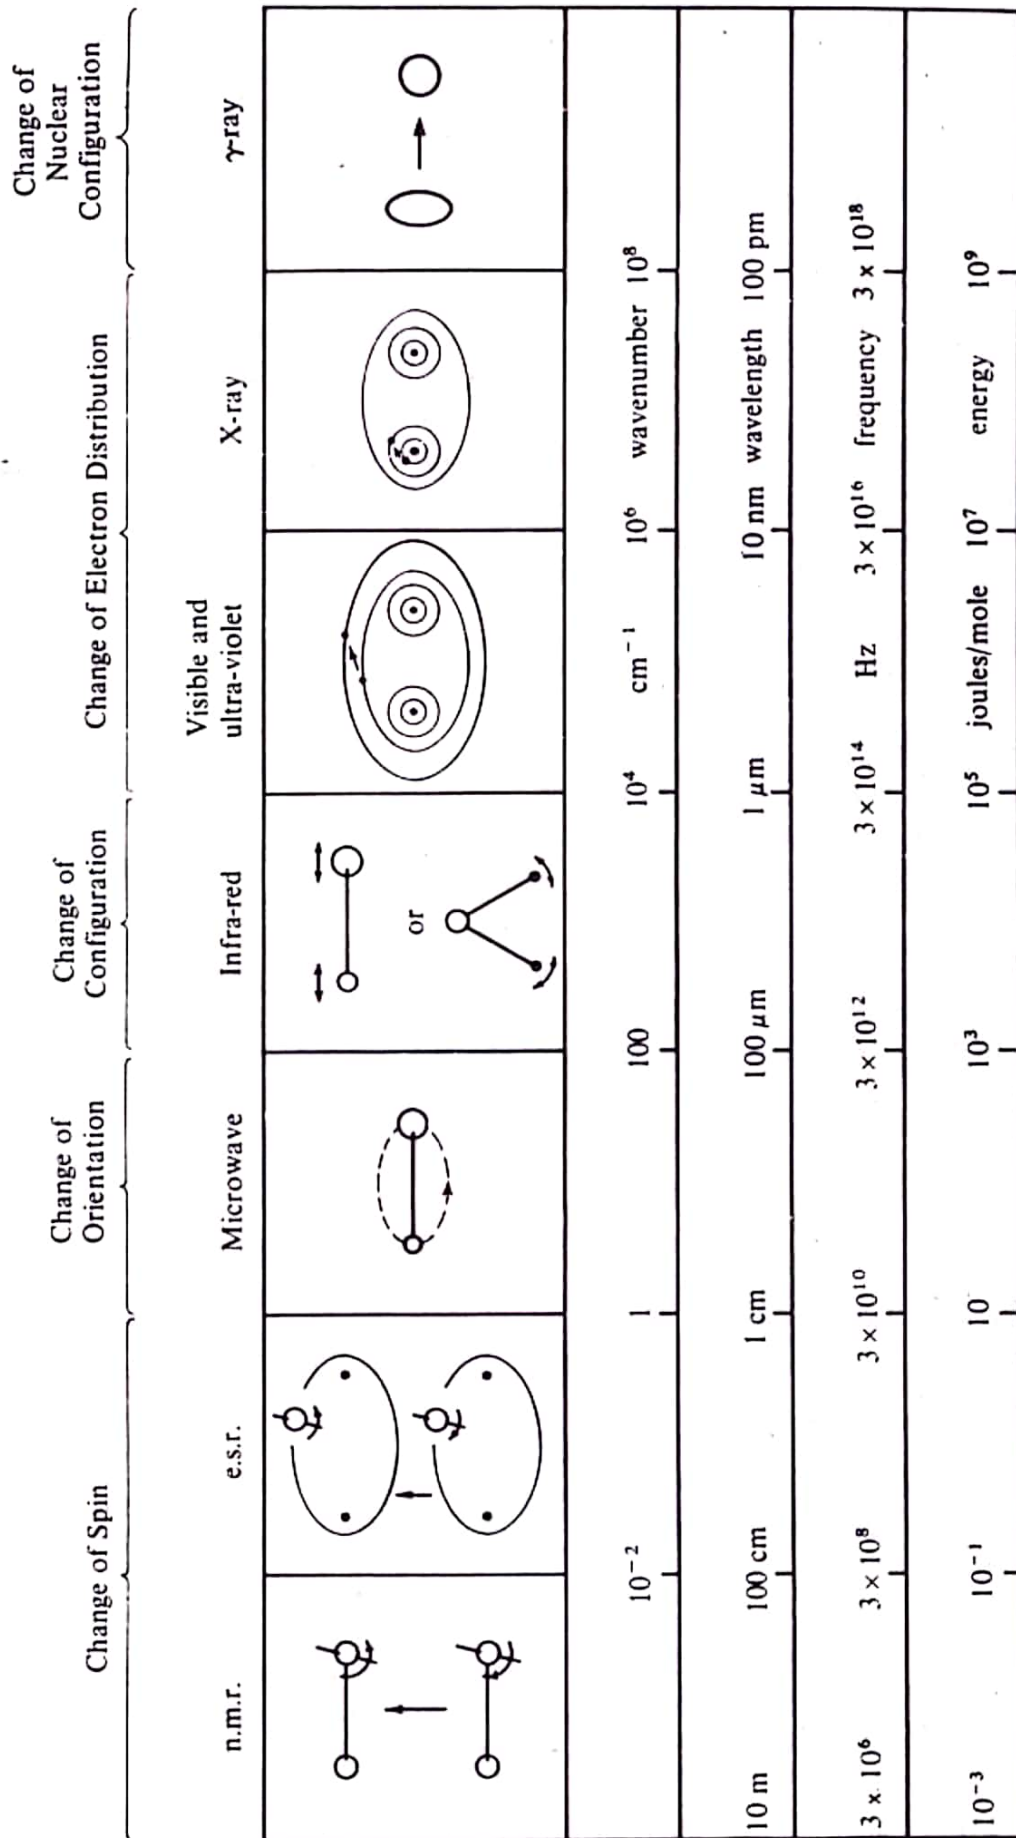 Change of Spin
Change of
Orientation
Change of
Configuration
Change of Electron Distribution
Change of
Nuclear
Configuration
n.m.r.
e.s.r.
Microwave
Infra-red
Visible and
ultra-violet
X-ray
γ-ray
or
10⁻² 1 100 10⁴ cm⁻¹ 10⁶ wavenumber 10⁸
10 m 100 cm 1 cm 100 μm 1 μm 10 nm wavelength 100 pm
3 x 10⁶ 3 × 10⁸ 3 × 10¹⁰ 3 × 10¹² 3 × 10¹⁴ Hz 3 × 10¹⁶ frequency 3 × 10¹⁸
10⁻³ 10⁻¹ 10 10³ 10⁵ joules/mole 10⁷ energy 10⁹